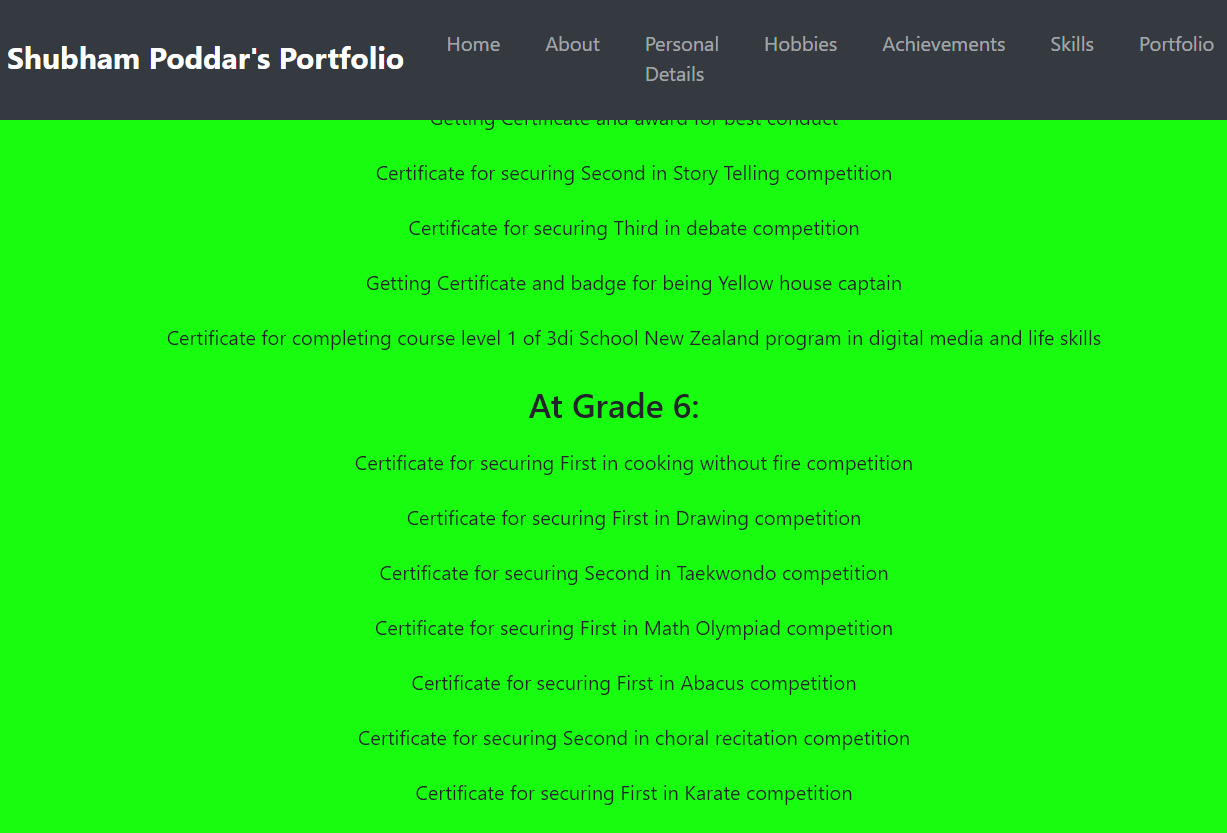 Shubham Poddar's Portfolio
Home
About
Personal
Details
Hobbies
Achievements
Skills
Portfolio
Getting Certificate and award for best conduct
Certificate for securing Second in Story Telling competition
Certificate for securing Third in debate competition
Getting Certificate and badge for being Yellow house captain
Certificate for completing course level 1 of 3di School New Zealand program in digital media and life skills
At Grade 6:
Certificate for securing First in cooking without fire competition
Certificate for securing First in Drawing competition
Certificate for securing Second in Taekwondo competition
Certificate for securing First in Math Olympiad competition
Certificate for securing First in Abacus competition
Certificate for securing Second in choral recitation competition
Certificate for securing First in Karate competition